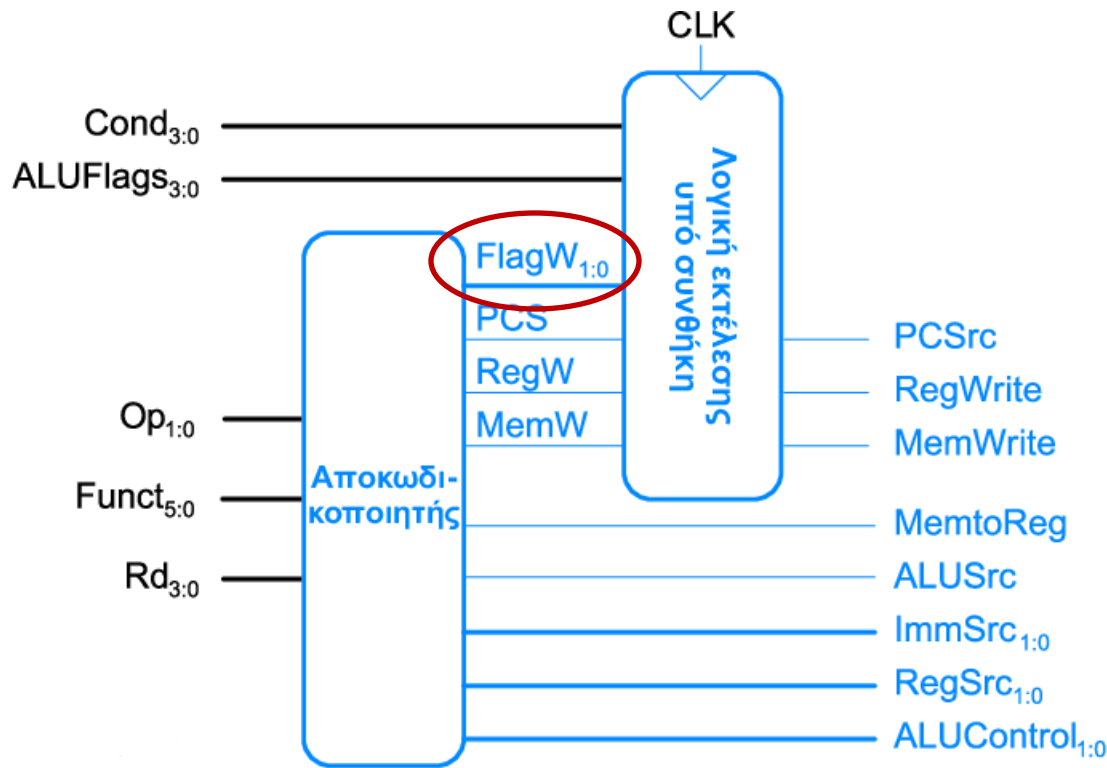 CLK
Cond3:0
ALUFlags3:0
Λογική εκτέλεσης
υπό συνθήκη
FlagW1:0
PCS
RegW
MemW
PCSrc
RegWrite
MemWrite
Op1:0
Funct5:0
Rd3:0
Αποκωδι-
κοποιητής
MemtoReg
ALUSrc
ImmSrc1:0
RegSrc1:0
ALUControl1:0